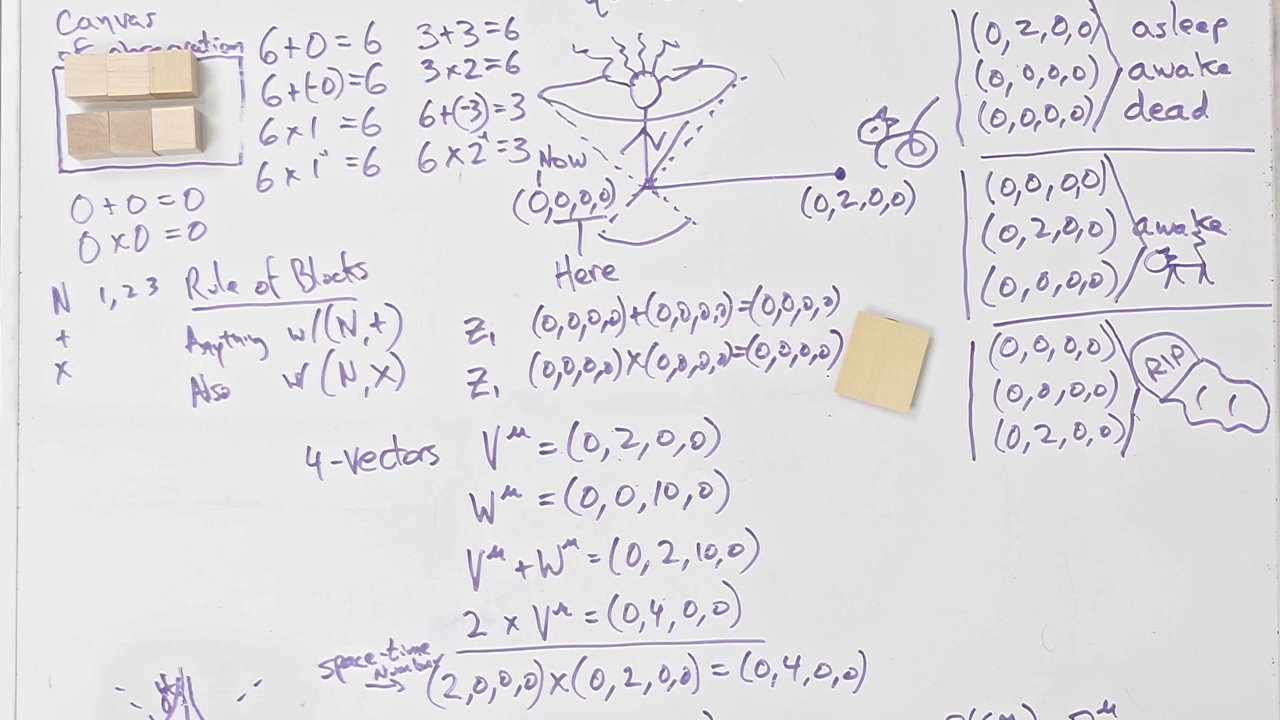 Canvas
of observation
6+0=6
6+(-0)=6
6×1=6
6×1⁻¹=6
3+3=6
3×2=6
6+(-3)=3
6×2⁻¹=3
0+0=0
0×0=0
N 1,2 3
+
×
Rule of Blocks
Anything w/(N,+)
Also w/(N,×)
Now
(0,0,0,0)
Here
(0,2,0,0)
Z₁ (0,0,0,0)+(0,0,0,0)=(0,0,0,0)
Z₁ (0,0,0,0)×(0,0,0,0)=(0,0,0,0)
4-vectors
V^μ=(0,2,0,0)
W^μ=(0,0,10,0)
V^μ+W^μ=(0,2,10,0)
2×V^μ=(0,4,0,0)
space-time
Number
(2,0,0,0)×(0,2,0,0)=(0,4,0,0)
(0,2,0,0) asleep
(0,0,0,0) awake
(0,0,0,0) dead
(0,0,0,0)
(0,2,0,0) awake
(0,0,0,0)
(0,0,0,0) RIP
(0,0,0,0)
(0,2,0,0)